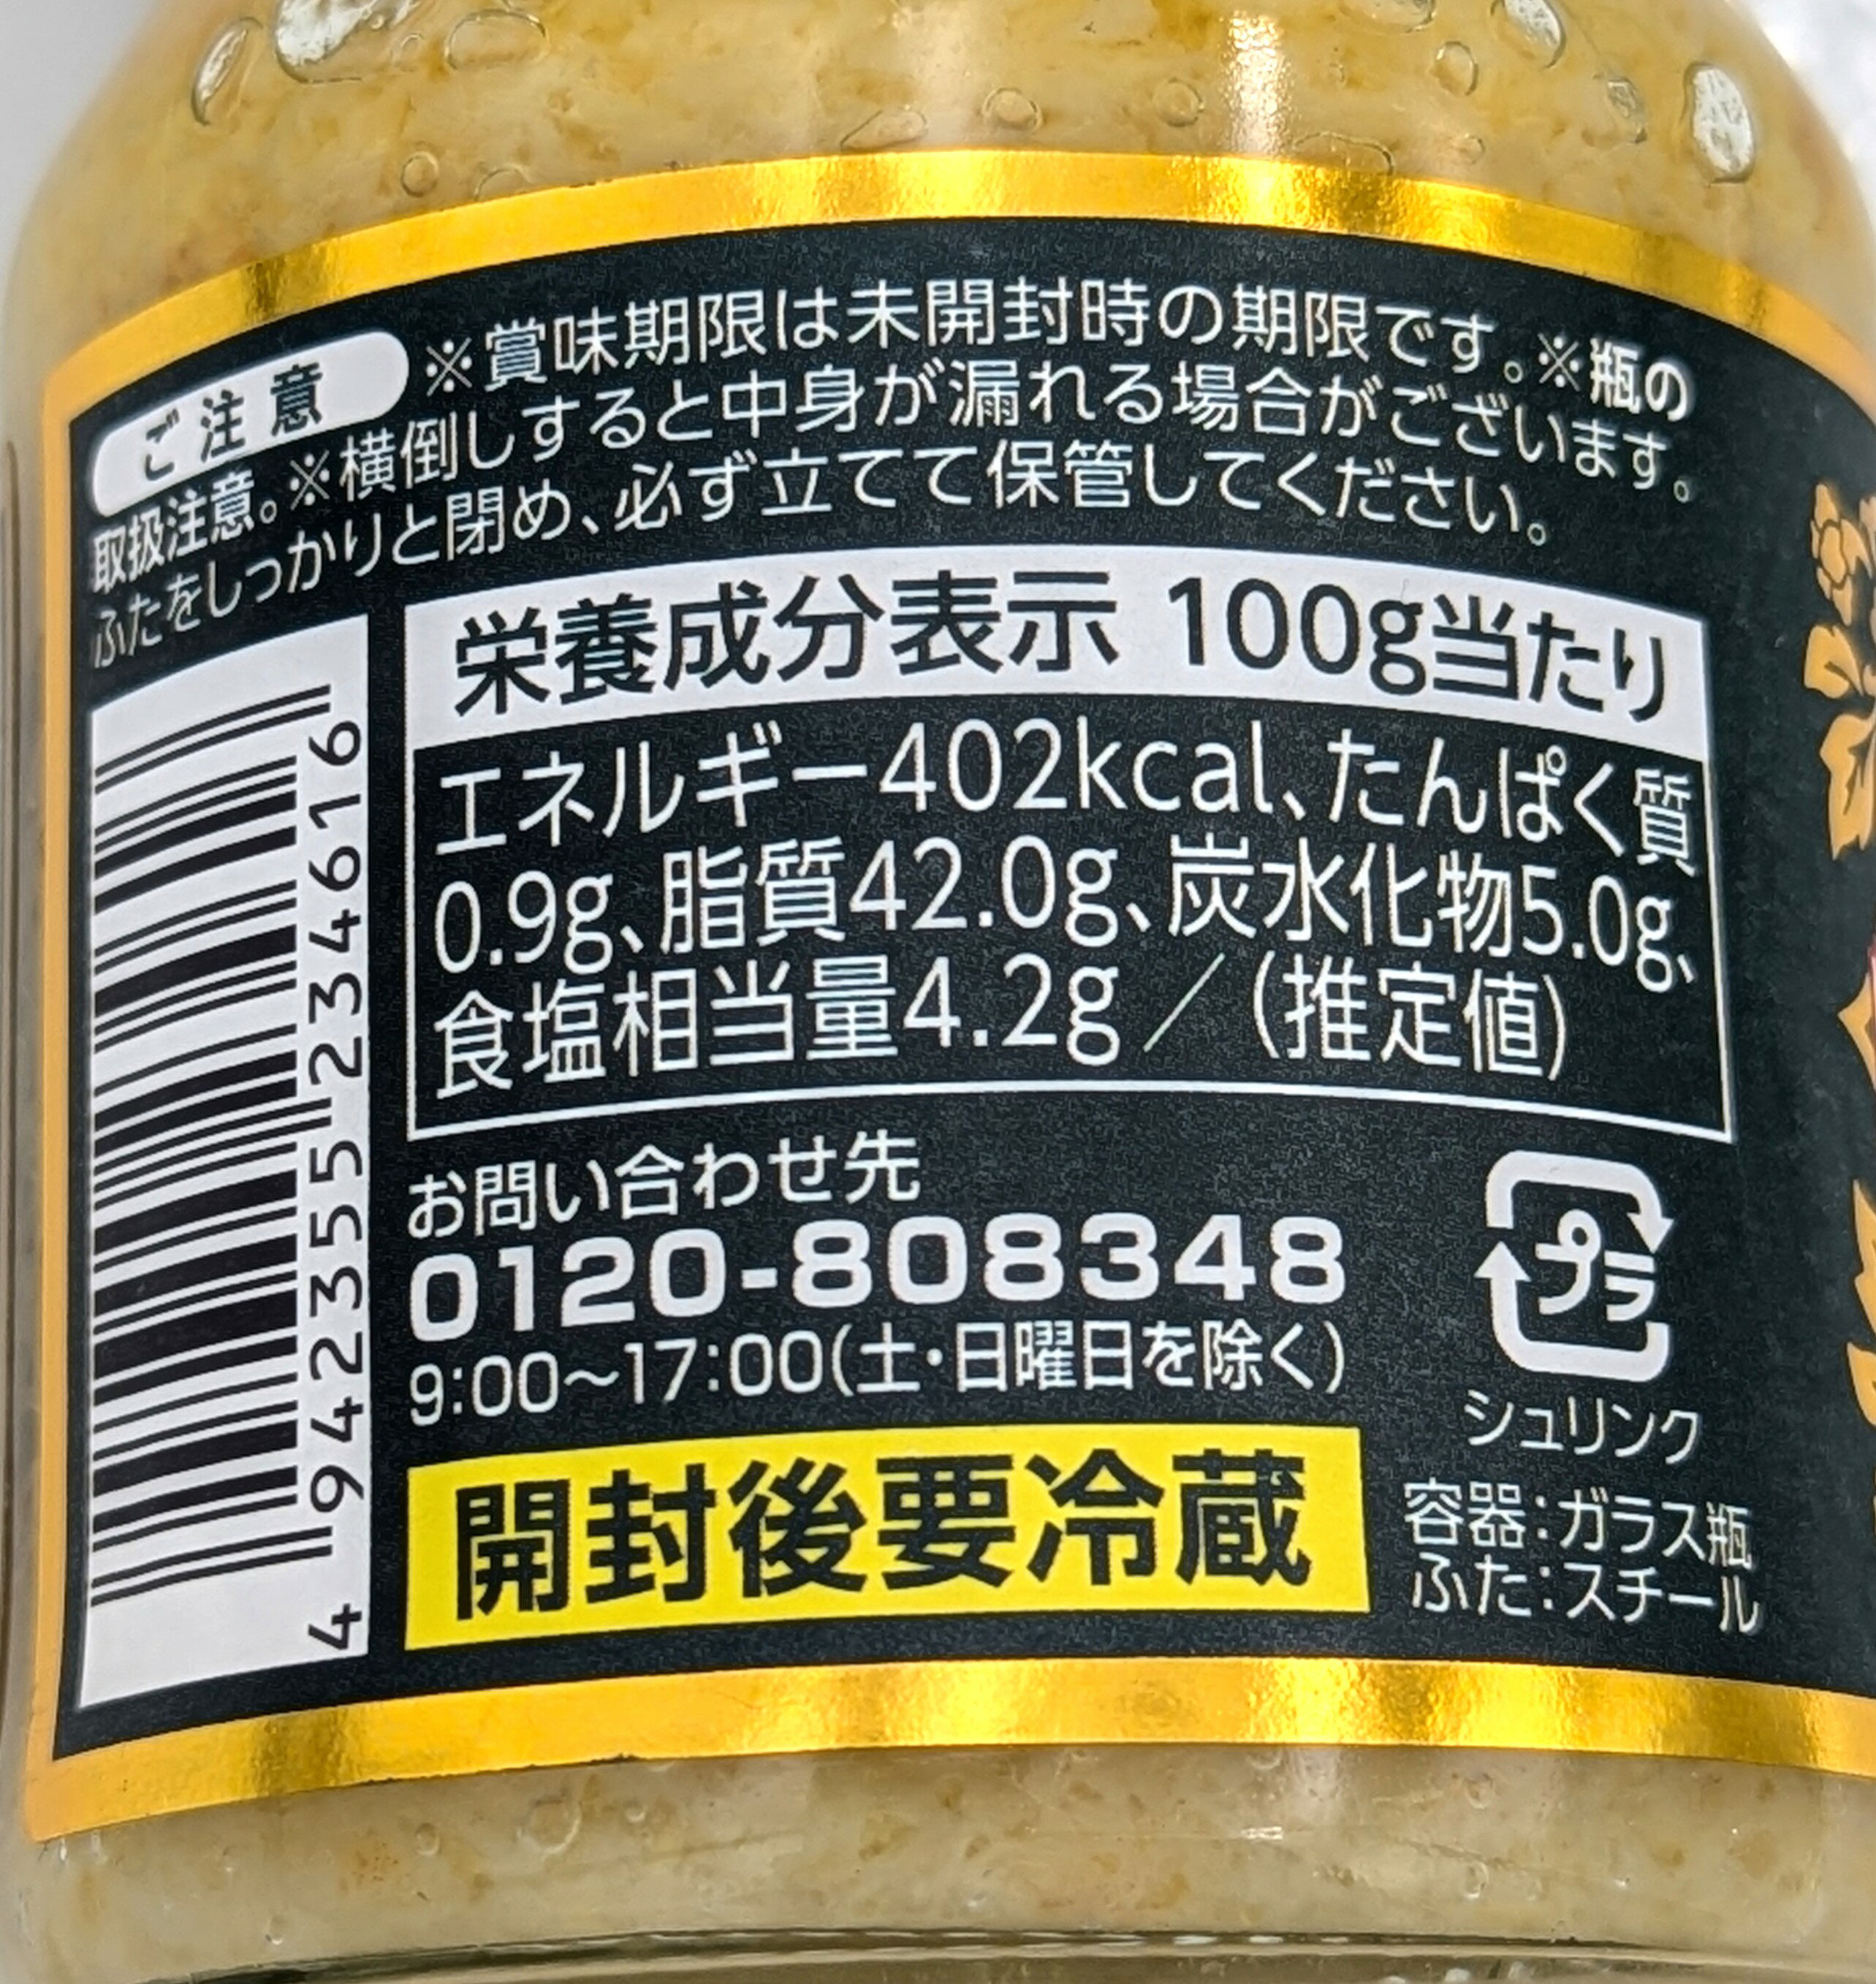 ご注意 ※賞味期限は未開封時の期限です。※瓶の
取扱注意。※横倒しすると中身が漏れる場合がございます。
ふたをしっかりと閉め、必ず立てて保管してください。
栄養成分表示 100g当たり
エネルギー402kcal、たんぱく質
0.9g、脂質42.0g、炭水化物5.0g、
食塩相当量4.2g／(推定値)
4 942355 234616
お問い合わせ先
0120-808348
9:00～17:00(土・日曜日を除く)
開封後要冷蔵
プラ
シュリンク
容器：ガラス瓶
ふた：スチール